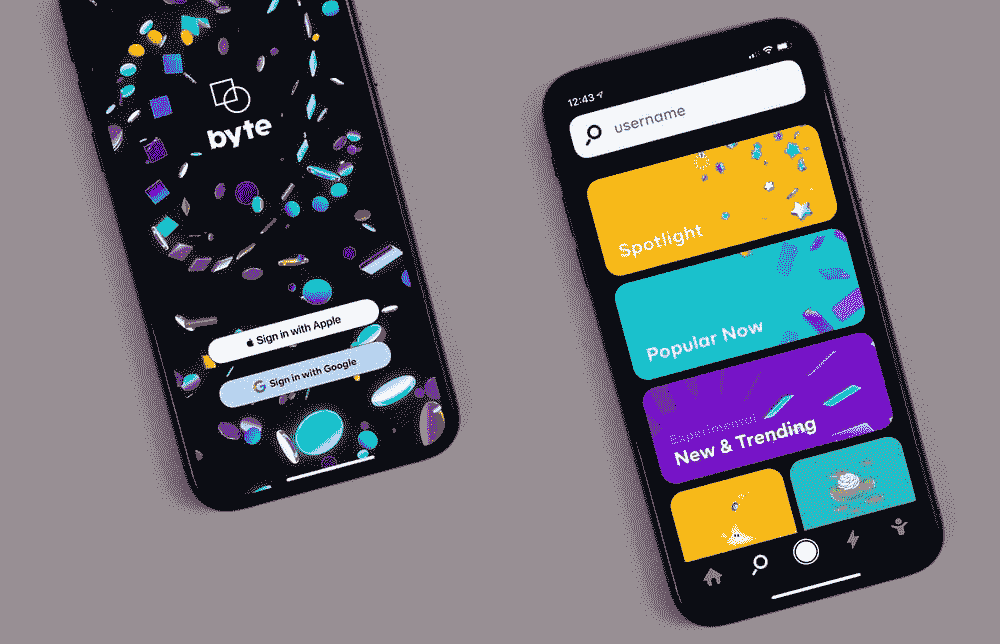 byte
Sign in with Apple
Sign in with Google
12:43
username
Spotlight
Popular Now
Experimental
New & Trending